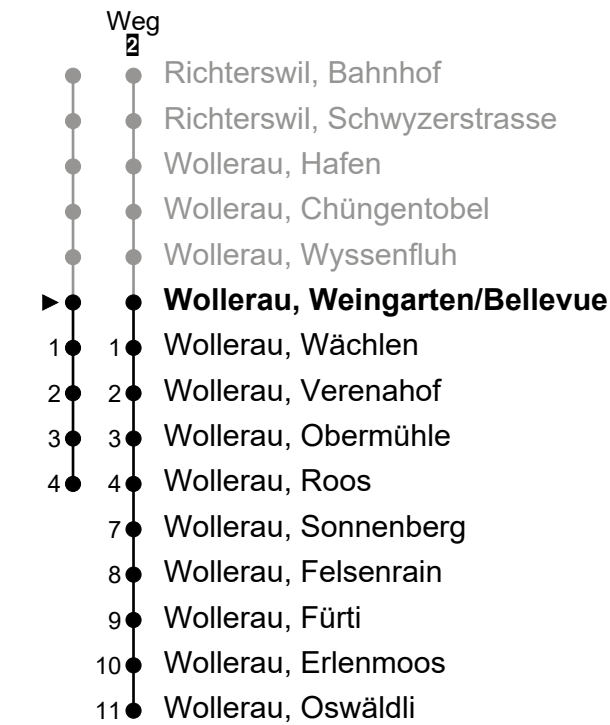 Weg
2
Richterswil, Bahnhof
Richterswil, Schwyzerstrasse
Wollerau, Hafen
Wollerau, Chüngentobel
Wollerau, Wyssenfluh
Wollerau, Weingarten/Bellevue
1 1 Wollerau, Wächlen
2 2 Wollerau, Verenahof
3 3 Wollerau, Obermühle
4 4 Wollerau, Roos
7 Wollerau, Sonnenberg
8 Wollerau, Felsenrain
9 Wollerau, Fürti
10 Wollerau, Erlenmoos
11 Wollerau, Oswäldli